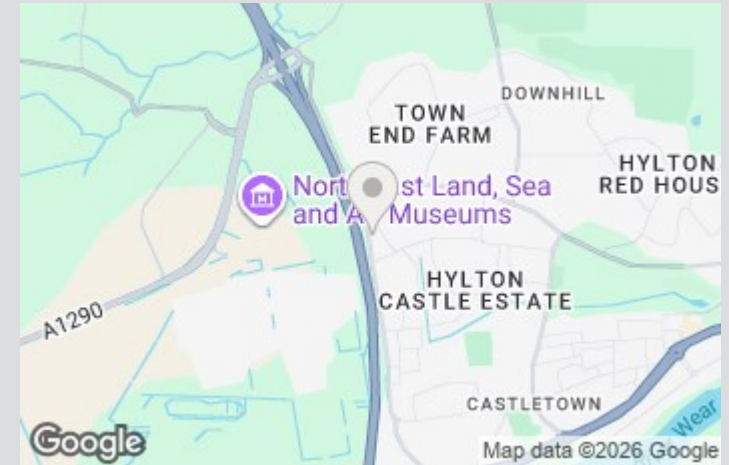 DOWNHILL
TOWN
END FARM
HYLTON
RED HOUS
st Land, Sea
and Museums
HYLTON
CASTLE ESTATE
A1290
CASTLETOWN
Wear
Google
Map data ©2026 Google